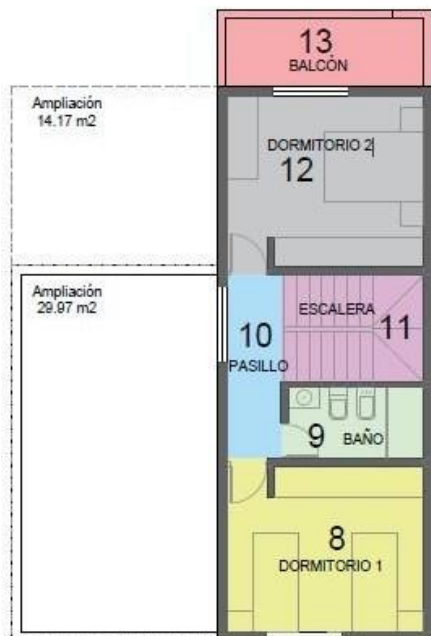 13
BALCÓN
Ampliación
14.17 m2
DORMITORIO 2
12
Ampliación
29.97 m2
ESCALERA
10
11
PASILLO
9
BAÑO
8
DORMITORIO 1